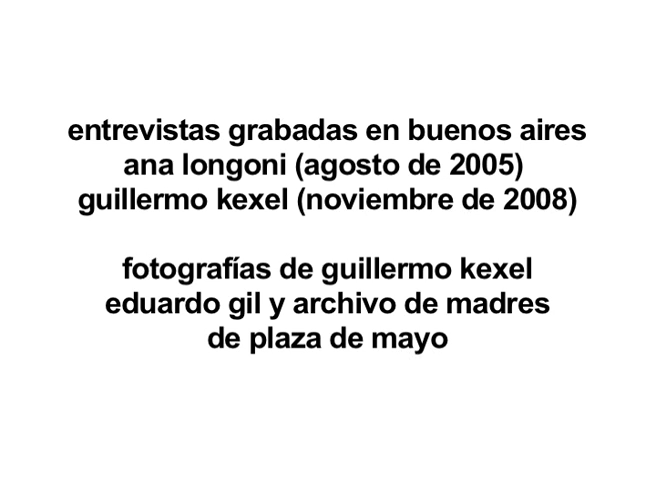 entrevistas grabadas en buenos aires
ana longoni (agosto de 2005)
guillermo kexel (noviembre de 2008)
fotografías de guillermo kexel
eduardo gil y archivo de madres
de plaza de mayo